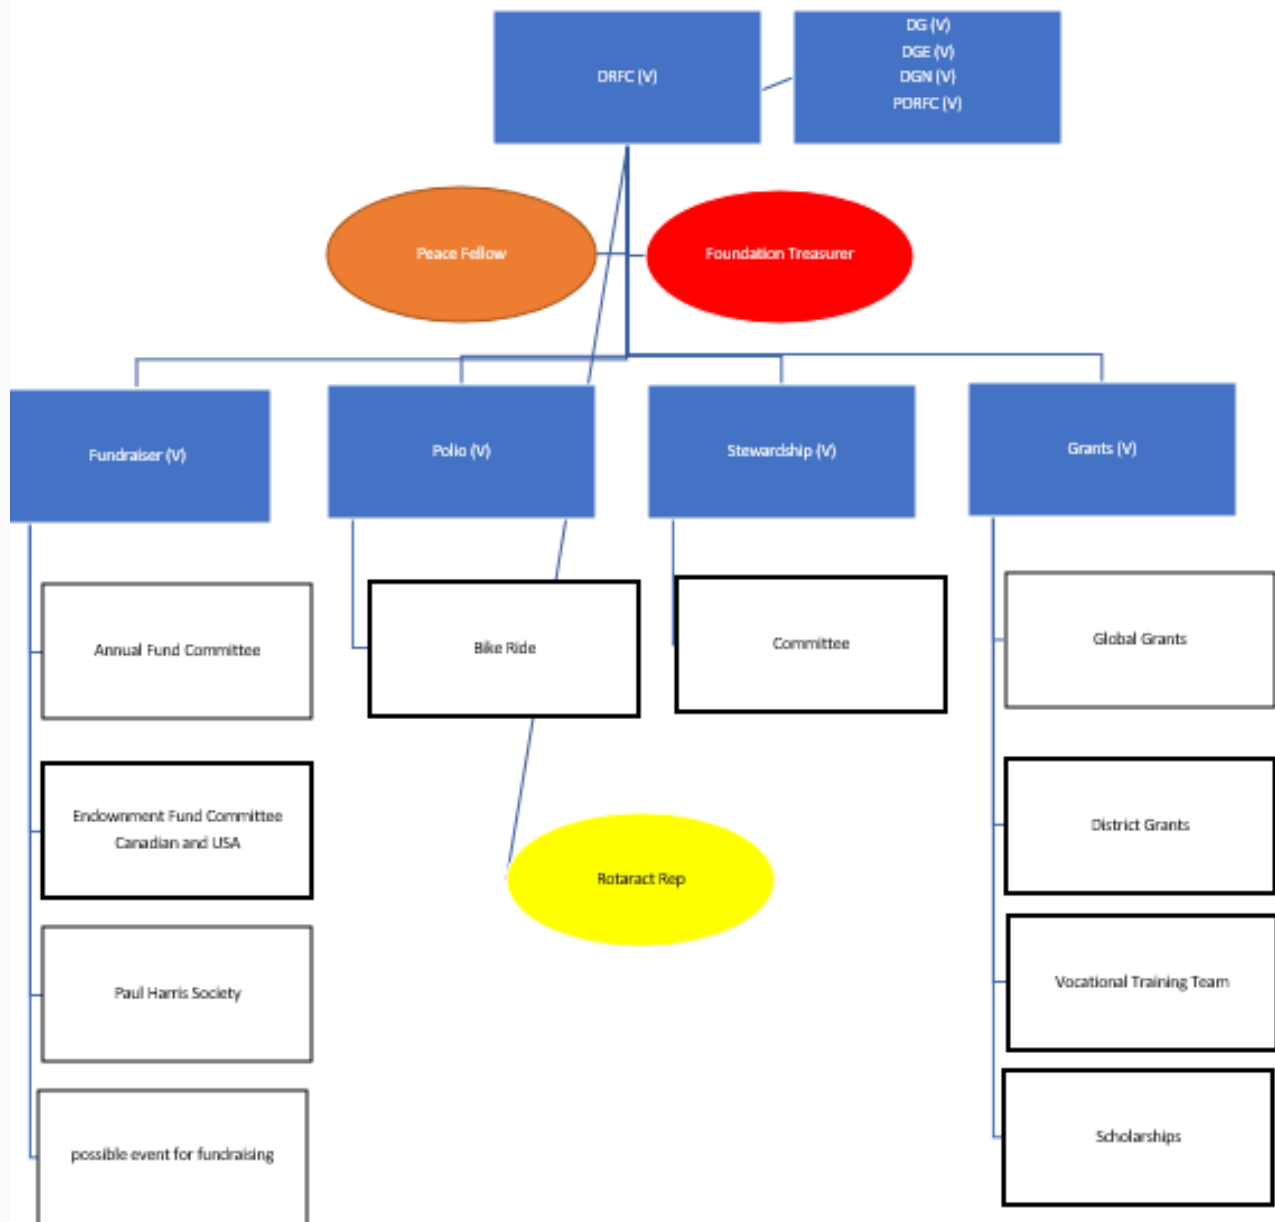 DRFC (V)
DG (V)
DGE (V)
DGN (V)
PDRFC (V)
Peace Fellow
Foundation Treasurer
Fundraiser (V)
Polio (V)
Stewardship (V)
Grants (V)
Annual Fund Committee
Bike Ride
Committee
Global Grants
Endownment Fund Committee
Canadian and USA
District Grants
Rotaract Rep
Paul Harris Society
Vocational Training Team
possible event for fundraising
Scholarships